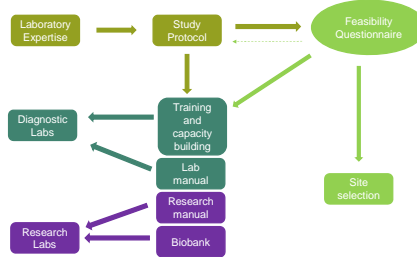 Laboratory
Expertise
Study
Protocol
Feasibility
Questionnaire
Training
and
capacity
building
Diagnostic
Labs
Lab
manual
Site
selection
Research
manual
Research
Labs
Biobank